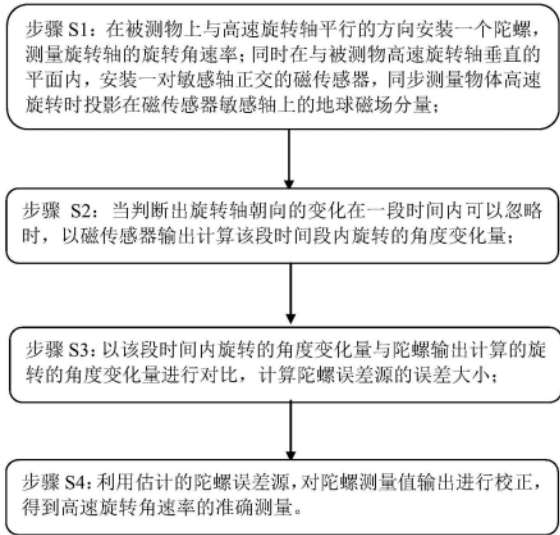 步骤 S1：在被测物上与高速旋转轴平行的方向安装一个陀螺，
测量旋转轴的旋转角速率；同时在与被测物高速旋转轴垂直的
平面内，安装一对敏感轴正交的磁传感器，同步测量物体高速
旋转时投影在磁传感器敏感轴上的地球磁场分量；
步骤 S2：当判断出旋转轴朝向的变化在一段时间内可以忽略
时，以磁传感器输出计算该段时间段内旋转的角度变化量；
步骤 S3：以该段时间内旋转的角度变化量与陀螺输出计算的旋
转的角度变化量进行对比，计算陀螺误差源的误差大小；
步骤 S4：利用估计的陀螺误差源，对陀螺测量值输出进行校正，
得到高速旋转角速率的准确测量。